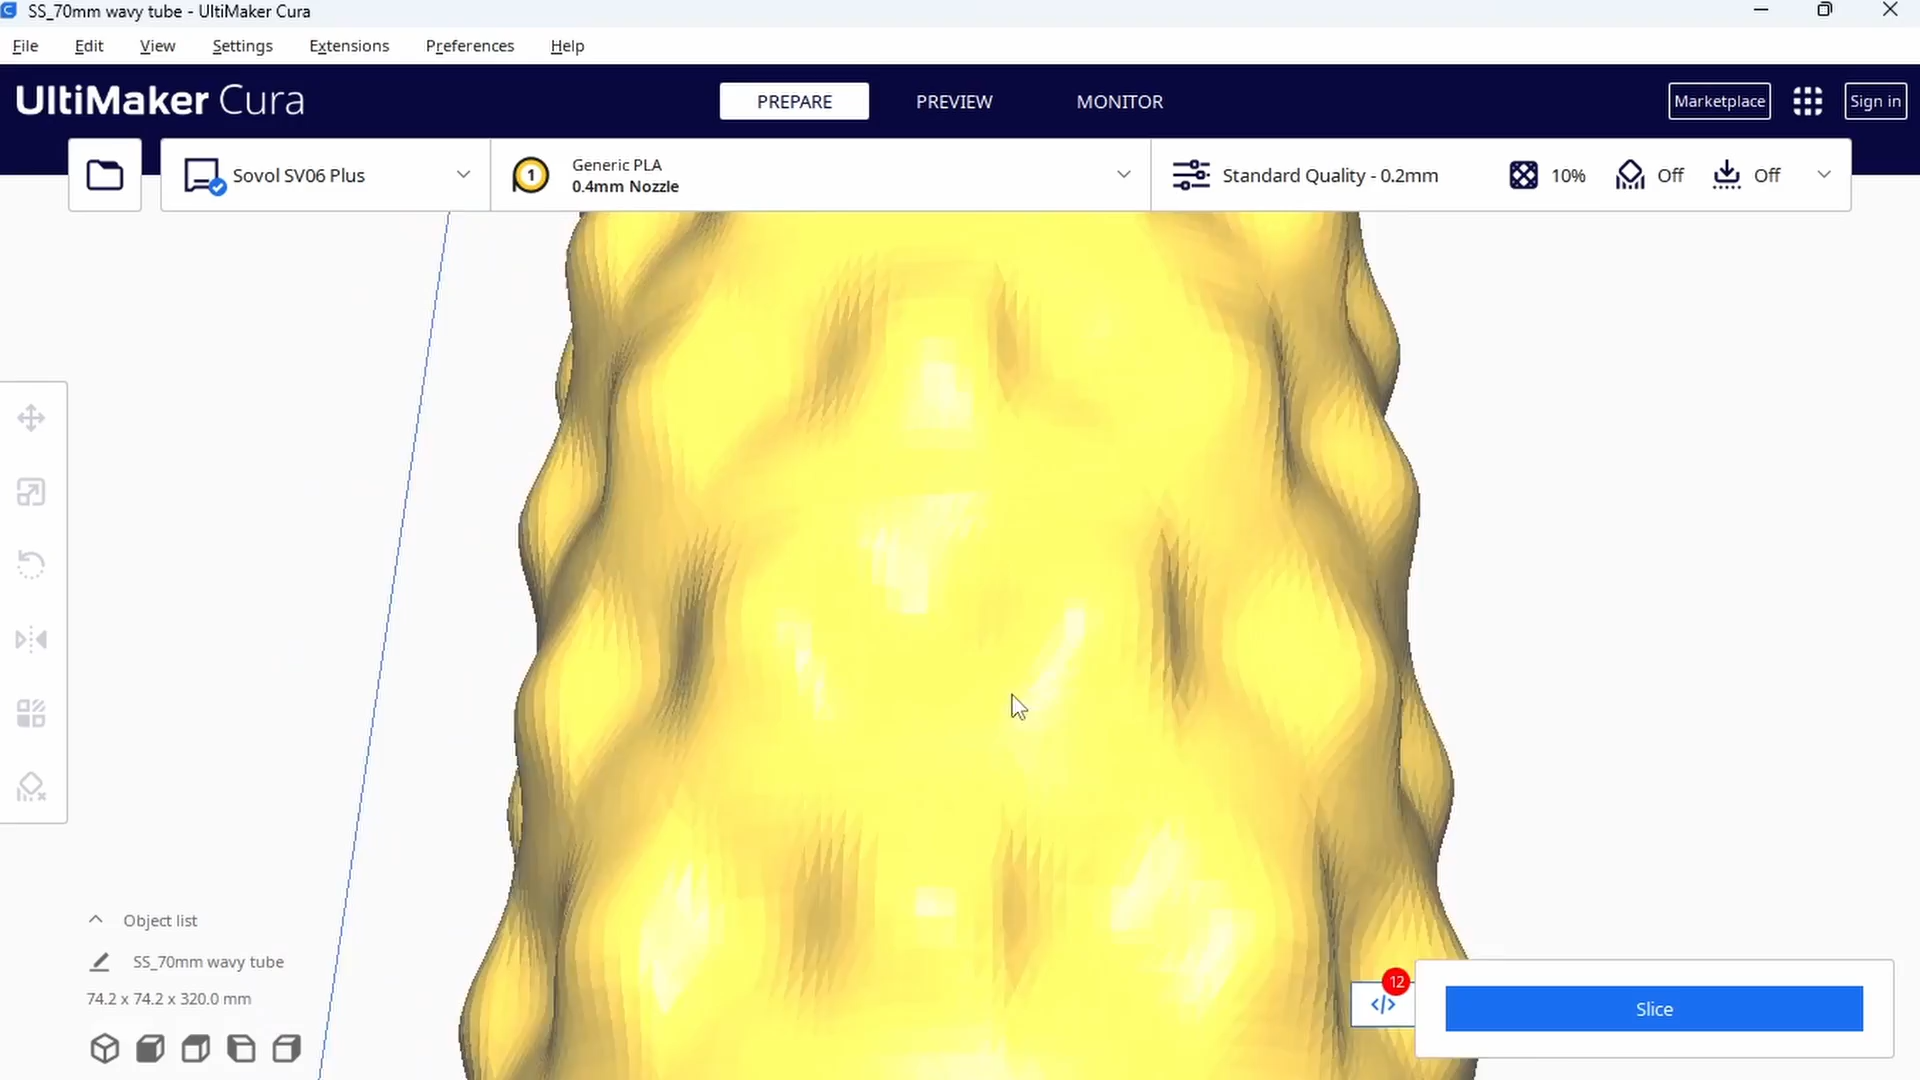 SS_70mm wavy tube - UltiMaker Cura
File Edit View Settings Extensions Preferences Help
UltiMaker Cura
PREPARE PREVIEW MONITOR
Marketplace
Sign in
Sovol SV06 Plus
1
Generic PLA
0.4mm Nozzle
Standard Quality - 0.2mm
10%
Off
Off
Object list
SS_70mm wavy tube
74.2 x 74.2 x 320.0 mm
12
</>
Slice